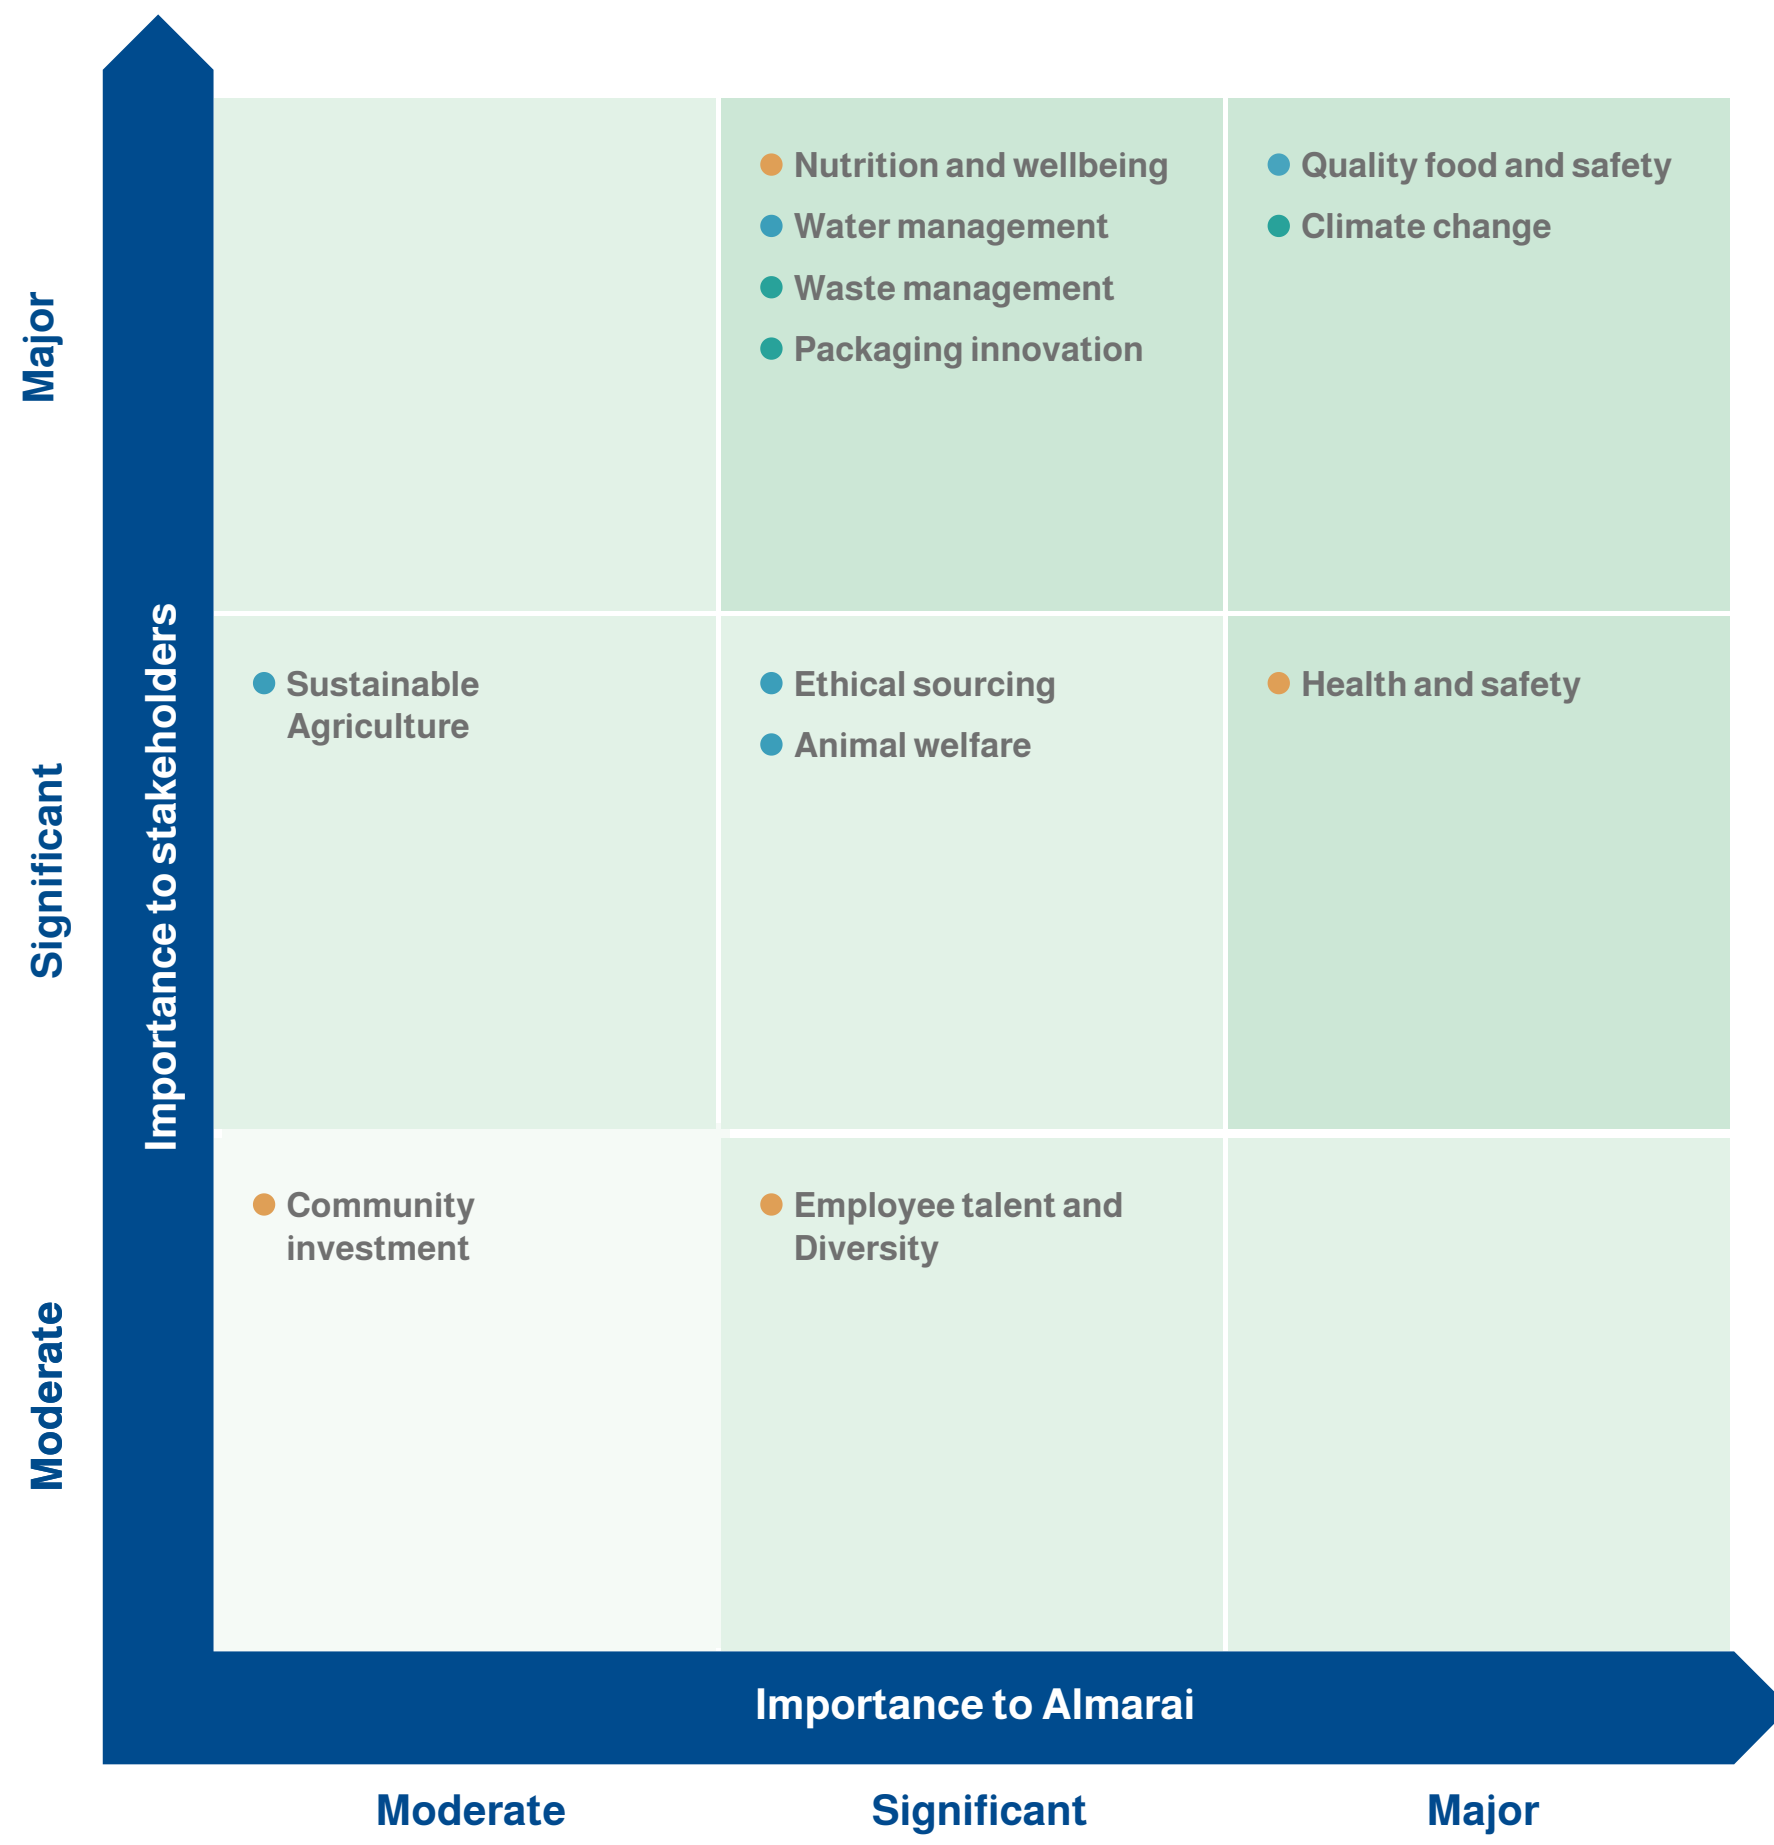 Major
Significant
Moderate
Importance to stakeholders
Nutrition and wellbeing
Water management
Waste management
Packaging innovation
Quality food and safety
Climate change
Sustainable
Agriculture
Ethical sourcing
Animal welfare
Health and safety
Community
investment
Employee talent and
Diversity
Importance to Almarai
Moderate
Significant
Major